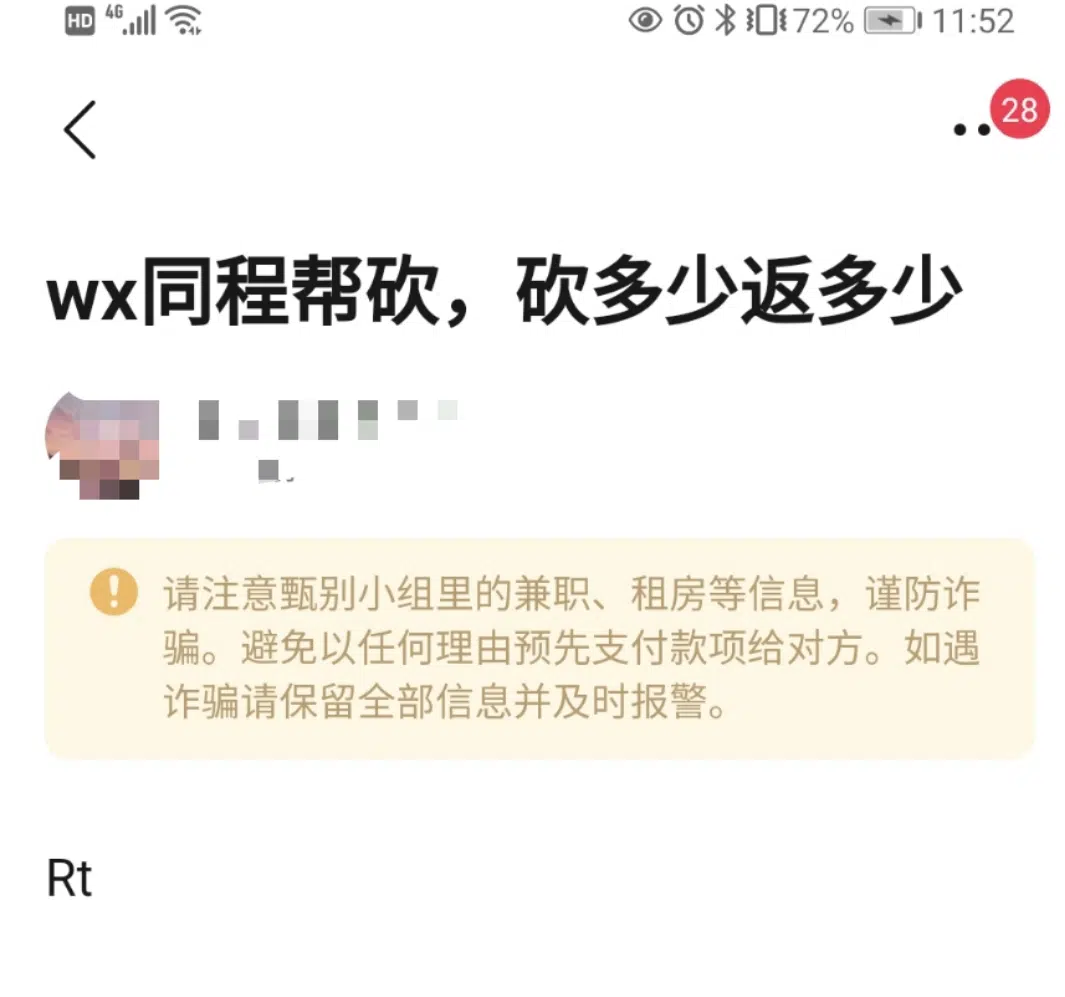 HD 4G 72% 11:52
28
wx同程帮砍，砍多少返多少
请注意甄别小组里的兼职、租房等信息，谨防诈
骗。避免以任何理由预先支付款项给对方。如遇
诈骗请保留全部信息并及时报警。
Rt